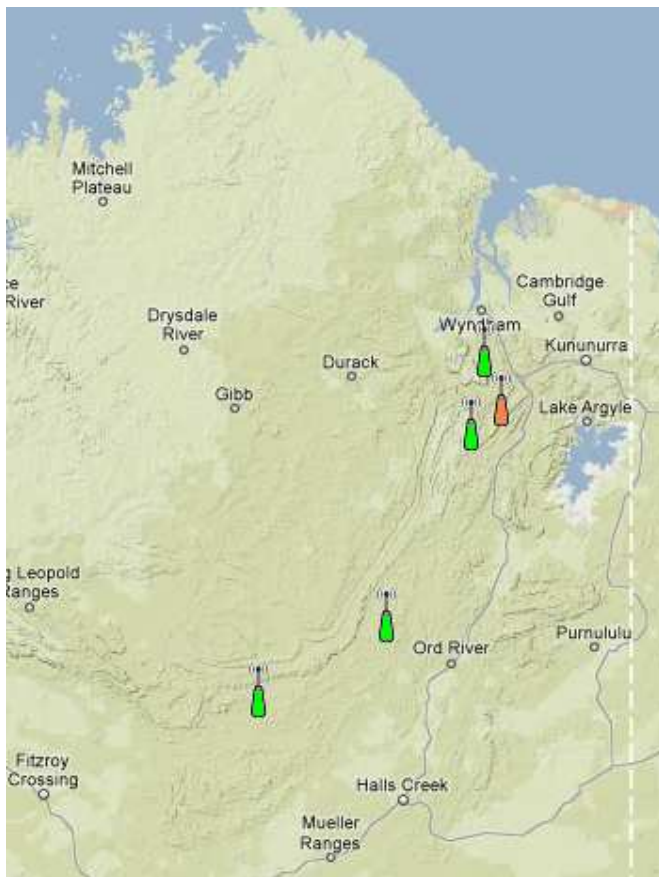 Mitchell
Plateau
ce
River
Cambridge
Gulf
Drysdale
River
Wyndham
Kununurra
Durack
Gibb
Lake Argyle
g Leopold
Ranges
Purnululu
Ord River
Fitzroy
Crossing
Halls Creek
Mueller
Ranges